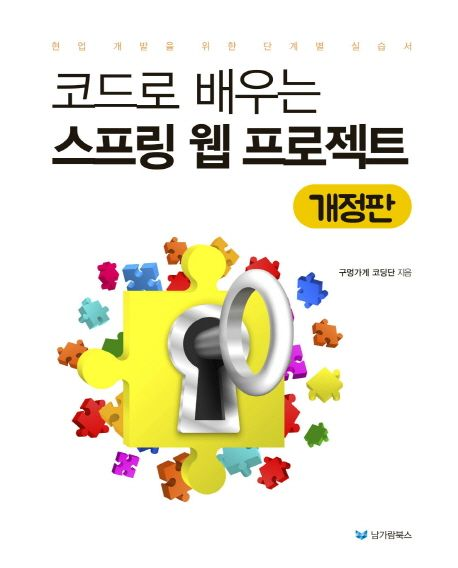 현업 개발을 위한 단계별 실습서
코드로 배우는
스프링 웹 프로젝트
개정판
구멍가게 코딩단 지음
남가람북스